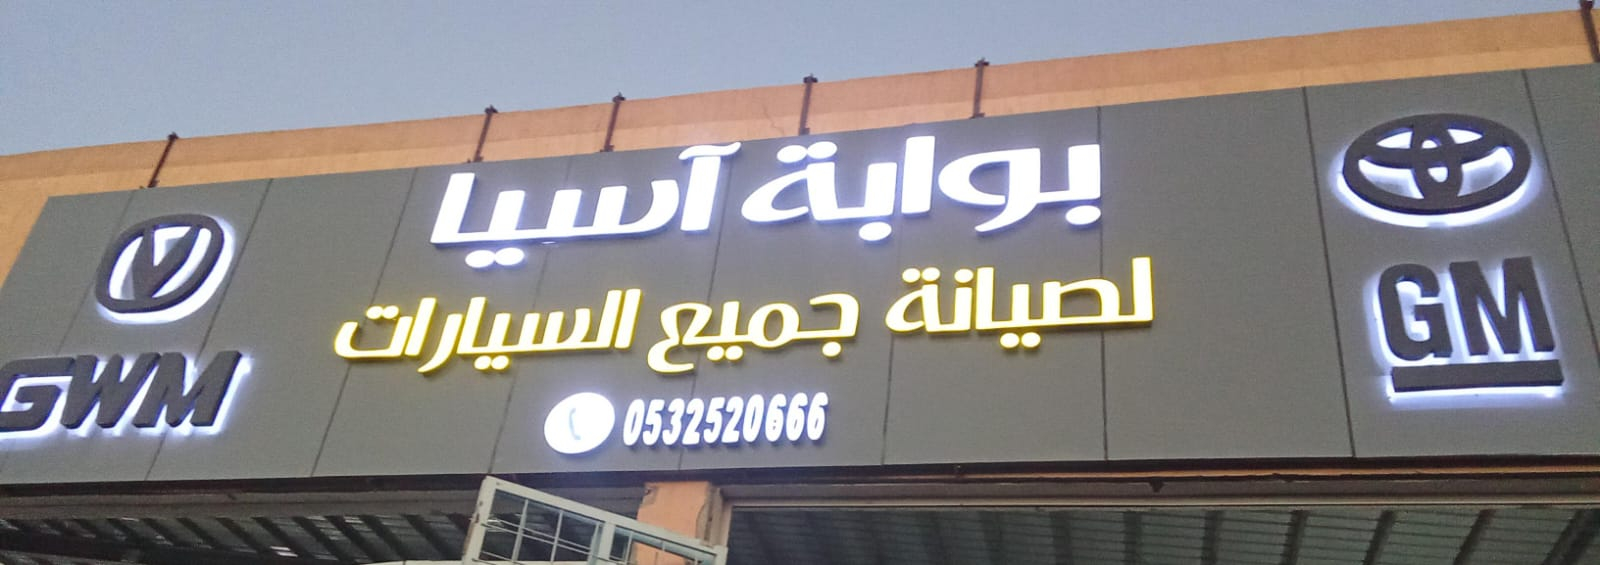 بوابة آسيا
لصيانة جميع السيارات
0532520666
GM
GWM